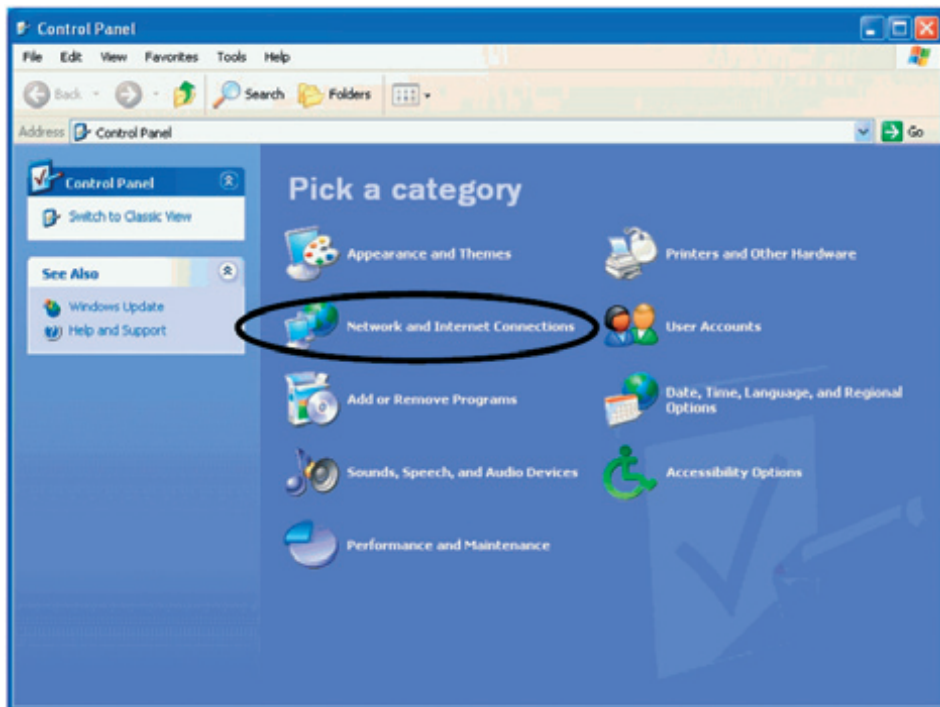 Control Panel
File Edit View Favorites Tools Help
Back Search Folders
Address Control Panel Go
Control Panel
Switch to Classic View
See Also
Windows Update
Help and Support
Pick a category
Appearance and Themes
Printers and Other Hardware
Network and Internet Connections
User Accounts
Add or Remove Programs
Date, Time, Language, and Regional
Options
Sounds, Speech, and Audio Devices
Accessibility Options
Performance and Maintenance